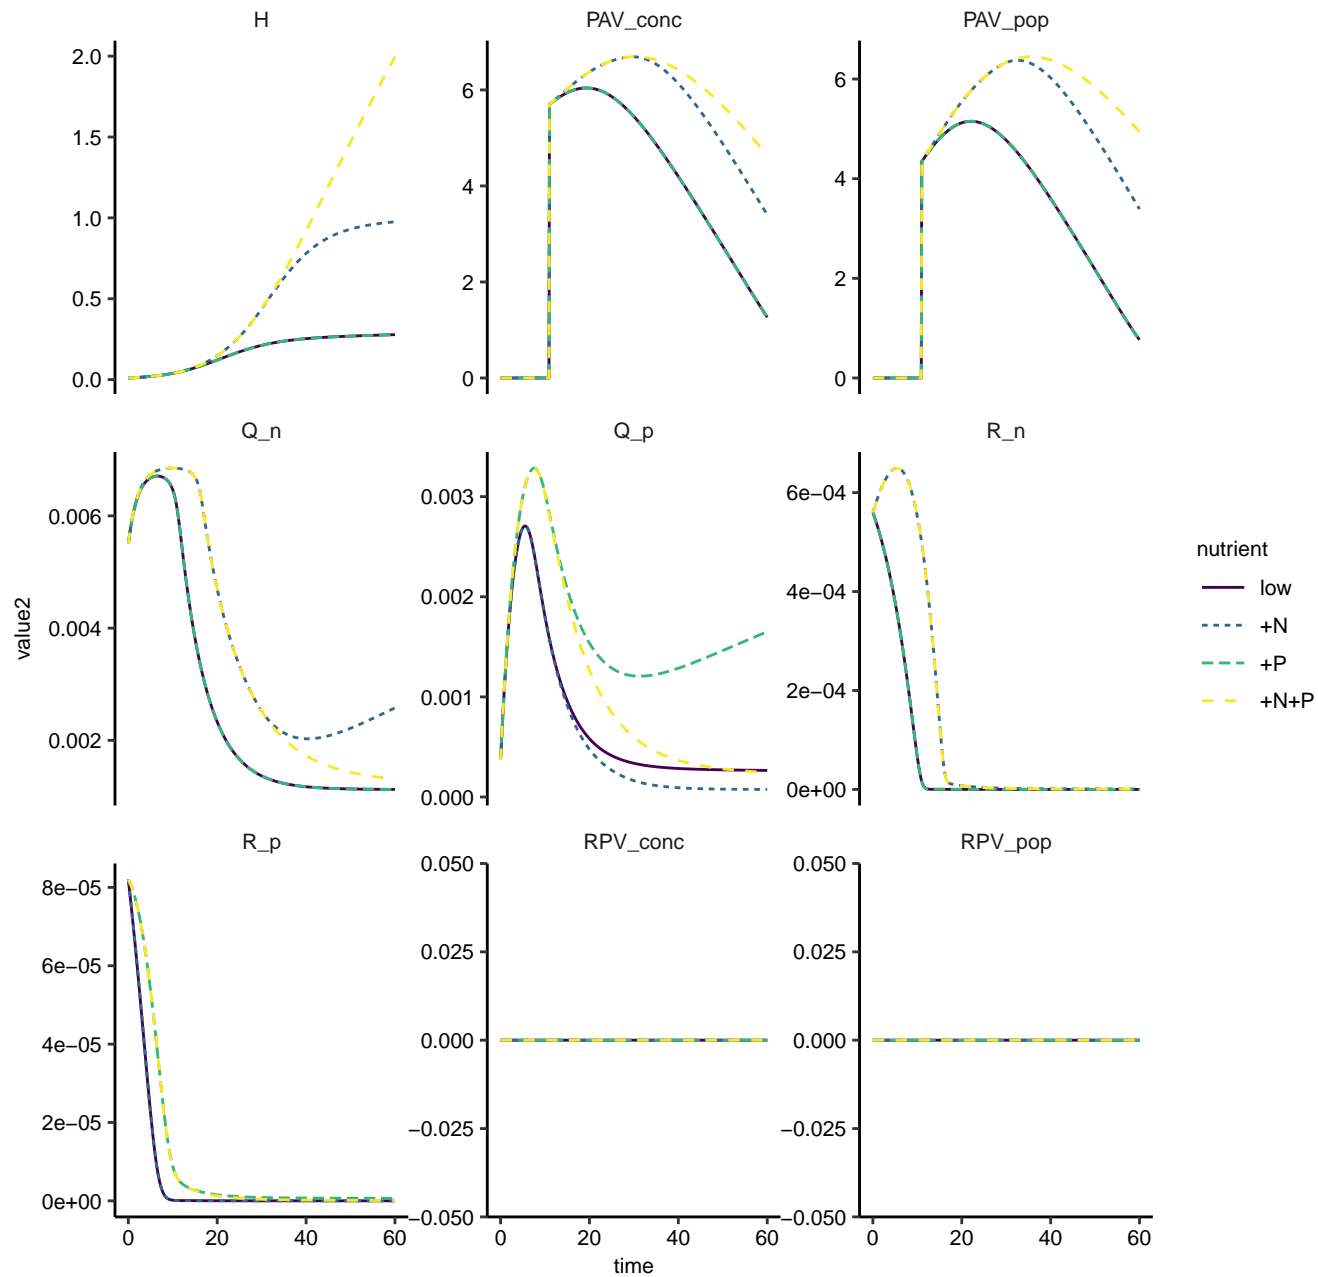 H
PAV_conc
PAV_pop
2.0
1.5
1.0
0.5
0.0
6
4
2
0
6
4
2
0
Q_n
Q_p
R_n
0.006
0.004
0.002
0.003
0.002
0.001
0.000
6e−04
4e−04
2e−04
0e+00
R_p
RPV_conc
RPV_pop
8e−05
6e−05
4e−05
2e−05
0e+00
0.050
0.025
0.000
−0.025
−0.050
0.050
0.025
0.000
−0.025
−0.050
0 20 40 60
0 20 40 60
0 20 40 60
time
value2
nutrient
low
+N
+P
+N+P